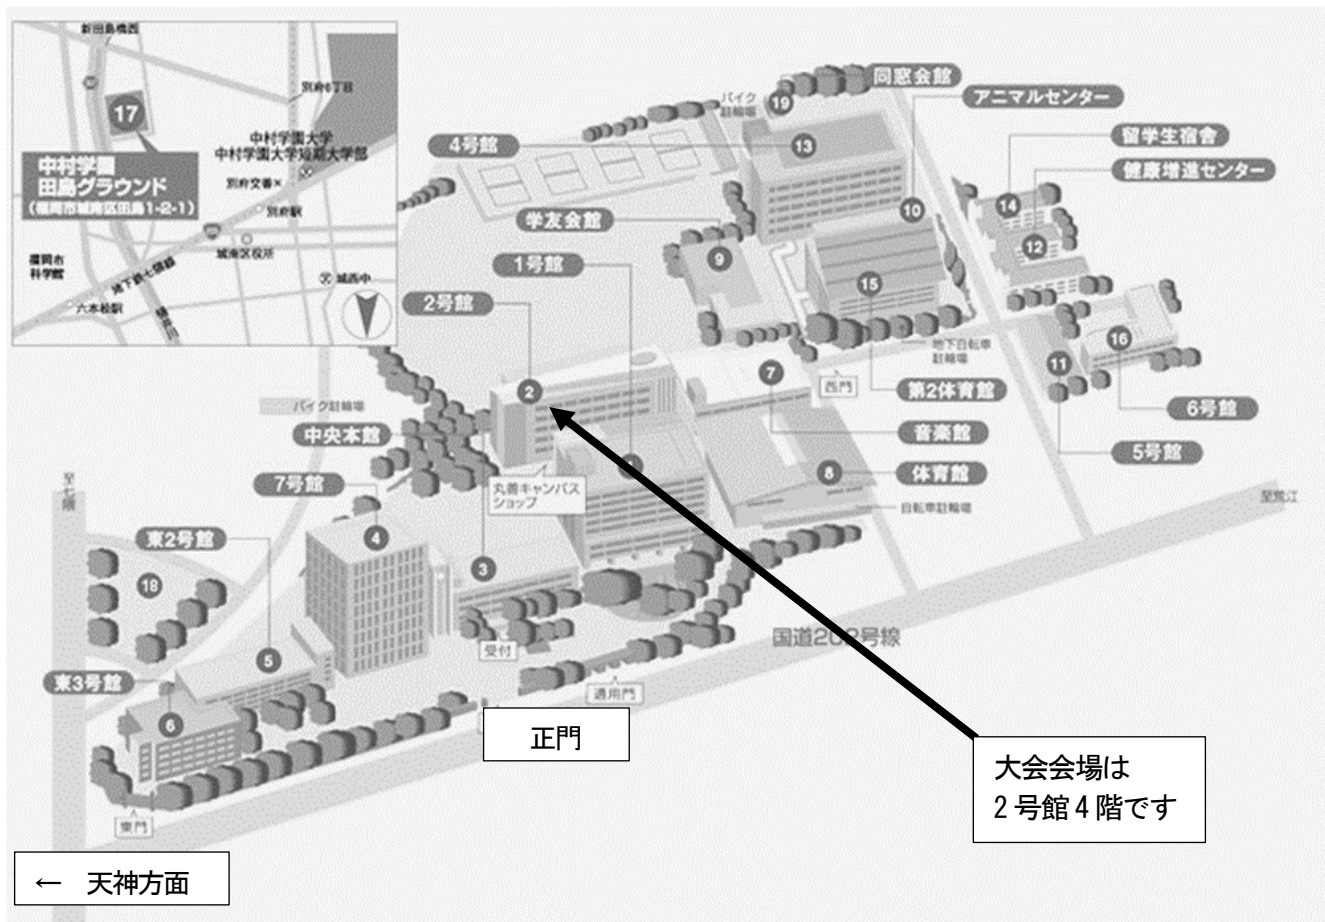 新田島橋西
別府6丁目
17
中村学園大学
中村学園大学短期大学部
中村学園
田島グラウンド
(福岡市城南区田島1-2-1)
別府交番×
別府駅
城南区役所
福岡市
科学館
地下鉄七隈線
城西中
六本松駅
樋井川
バイク
駐輪場
19
同窓会館
アニマルセンター
4号館
13
留学生宿舎
健康増進センター
10
14
学友会館
12
9
1号館
15
2号館
16
地下自転車
駐輪場
11
7
西門
2
第2体育館
6号館
バイク駐輪場
音楽館
中央本館
5号館
体育館
8
至七隈
7号館
丸善キャンパス
ショップ
至荒江
自転車駐輪場
東2号館
4
3
18
国道202号線
受付
5
東3号館
通用門
6
正門
大会会場は
2号館4階です
東門
← 天神方面